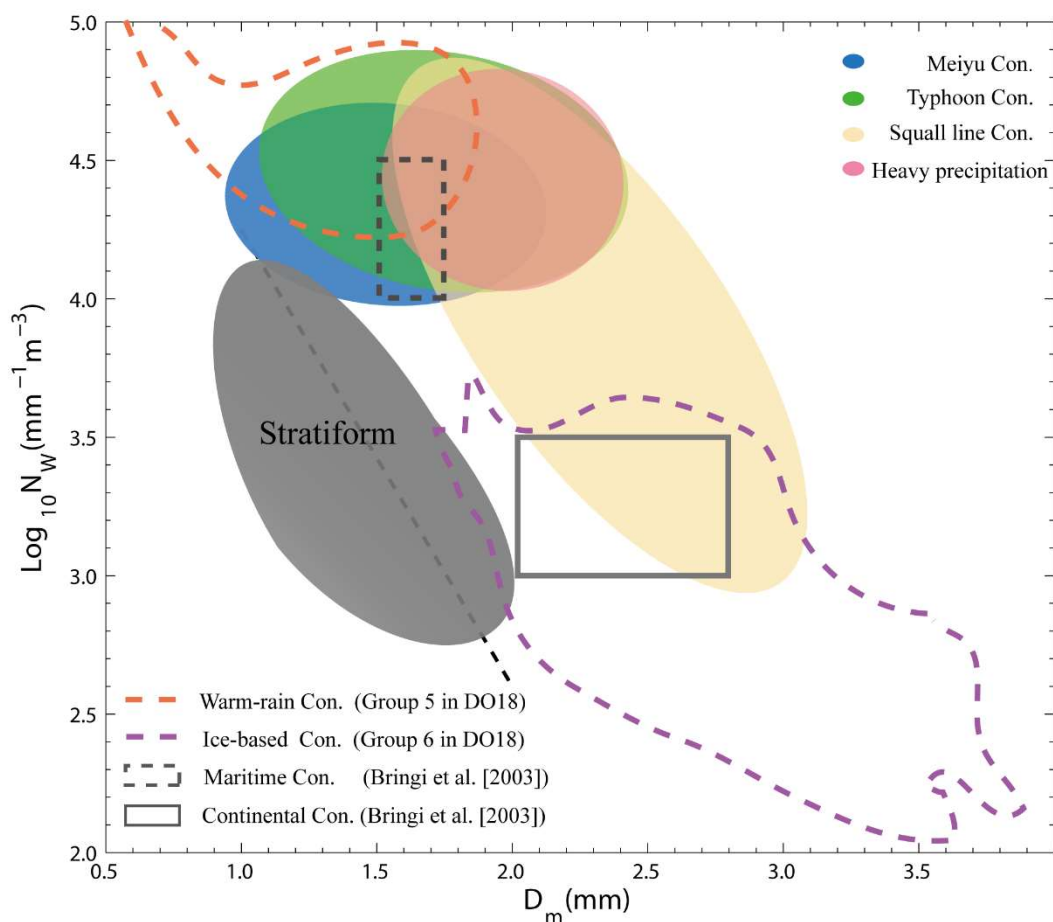 5.0
4.5
4.0
3.5
3.0
2.5
2.0
0.5 1.0 1.5 2.0 2.5 3.0 3.5
Log 10 N W (mm −1 m −3)
D m (mm)
Meiyu Con.
Typhoon Con.
Squall line Con.
Heavy precipitation
Stratiform
Warm-rain Con. (Group 5 in DO18)
Ice-based Con. (Group 6 in DO18)
Maritime Con. (Bringi et al. [2003])
Continental Con. (Bringi et al. [2003])